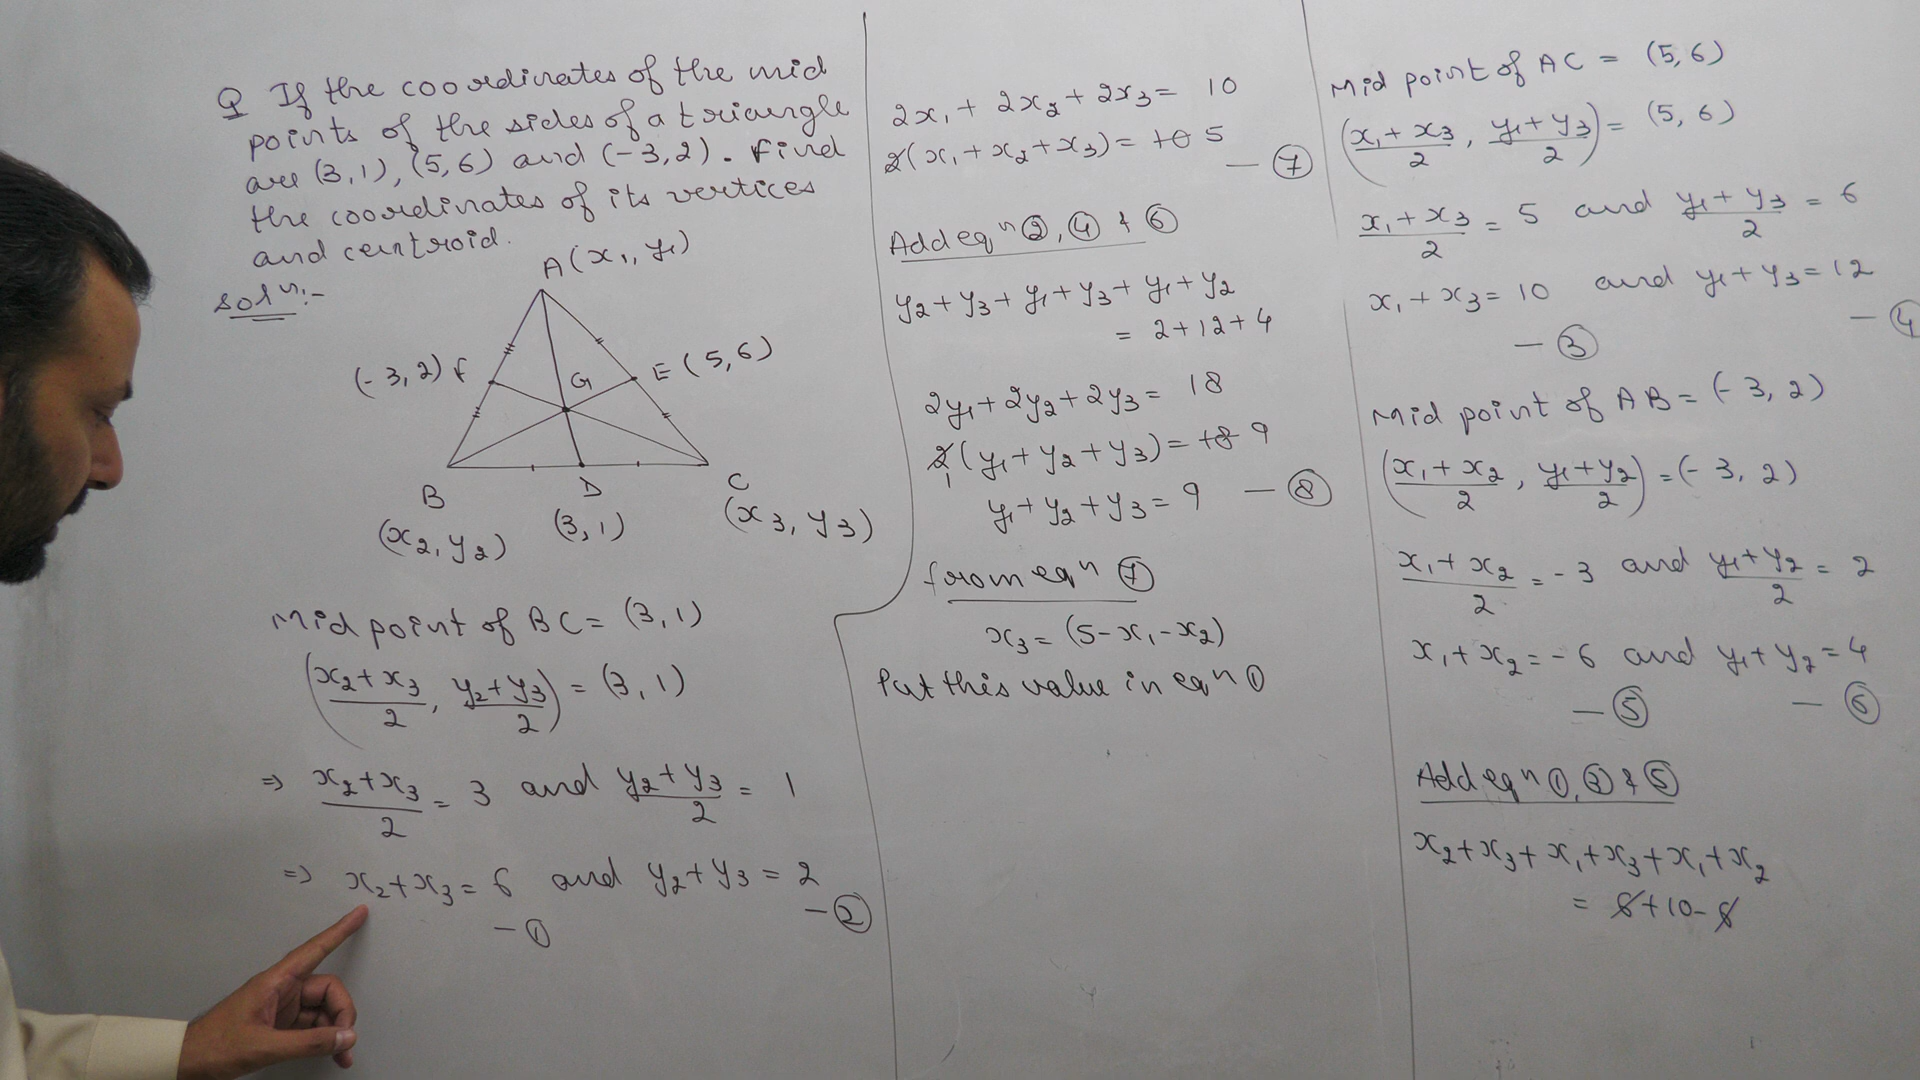 Q If the coordinates of the mid
points of the sides of a triangle
are (3,1), (5,6) and (-3,2). Find
the coordinates of its vertices
and centroid.
Solⁿ:-
A(x₁, y₁)
(-3,2) F
G
E (5,6)
B
D
C
(x₂, y₂)
(3,1)
(x₃, y₃)
Mid point of BC = (3,1)
((x₂+x₃)/2, (y₂+y₃)/2) = (3,1)
⇒ (x₂+x₃)/2 = 3 and (y₂+y₃)/2 = 1
⇒ x₂+x₃ = 6 and y₂+y₃ = 2
—① —②
2x₁+2x₂+2x₃ = 10
2(x₁+x₂+x₃) = 10 5
—⑦
Add eqⁿ ②, ④ & ⑥
y₂+y₃+y₁+y₃+y₁+y₂
= 2+12+4
2y₁+2y₂+2y₃ = 18
2(y₁+y₂+y₃) = 18 9
1
y₁+y₂+y₃ = 9 —⑧
from eqⁿ ⑦
x₃ = (5-x₁-x₂)
Put this value in eqⁿ ①
Mid point of AC = (5,6)
((x₁+x₃)/2, (y₁+y₃)/2) = (5,6)
(x₁+x₃)/2 = 5 and (y₁+y₃)/2 = 6
x₁+x₃ = 10 and y₁+y₃ = 12
—③ —④
Mid point of AB = (-3,2)
((x₁+x₂)/2, (y₁+y₂)/2) = (-3,2)
(x₁+x₂)/2 = -3 and (y₁+y₂)/2 = 2
x₁+x₂ = -6 and y₁+y₂ = 4
—⑤ —⑥
Add eqⁿ ①, ③ & ⑤
x₂+x₃+x₁+x₃+x₁+x₂
= 6+10-6